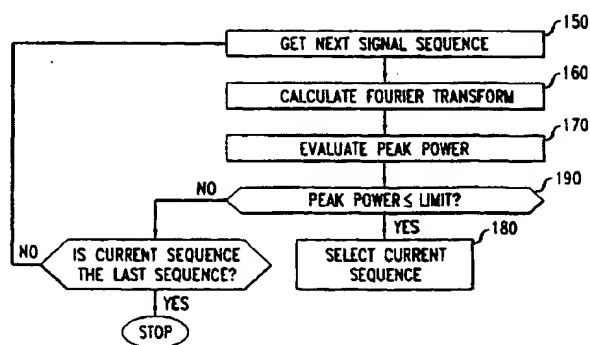 150
GET NEXT SIGNAL SEQUENCE
160
CALCULATE FOURIER TRANSFORM
170
EVALUATE PEAK POWER
190
NO
PEAK POWER ≤ LIMIT?
YES
180
NO
IS CURRENT SEQUENCE
THE LAST SEQUENCE?
SELECT CURRENT
SEQUENCE
YES
STOP